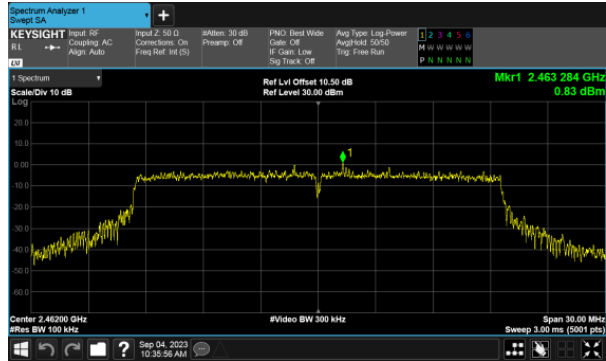 Spectrum Analyzer 1
Swept SA
KEYSIGHT Input: RF Input Z: 50 Ω #Atten: 30 dB PNO: Best Wide Avg Type: Log-Power 1 2 3 4 5 6
RL Coupling: AC Corrections: On Preamp: Off Gate: Off Avg|Hold: 50/50 M W W W W W
Align: Auto Freq Ref: Int (S) IF Gain: Low Trig: Free Run
Sig Track: Off P N N N N N
LXI
1 Spectrum Ref Lvl Offset 10.50 dB Mkr1 2.463 284 GHz
Scale/Div 10 dB Ref Level 30.00 dBm 0.83 dBm
Log
20.0
10.0
1
0.00
-10.0
-20.0
-30.0
-40.0
-50.0
-60.0
Center 2.46200 GHz #Video BW 300 kHz Span 30.00 MHz
#Res BW 100 kHz Sweep 3.00 ms (5001 pts)
? Sep 04, 2023
10:35:56 AM